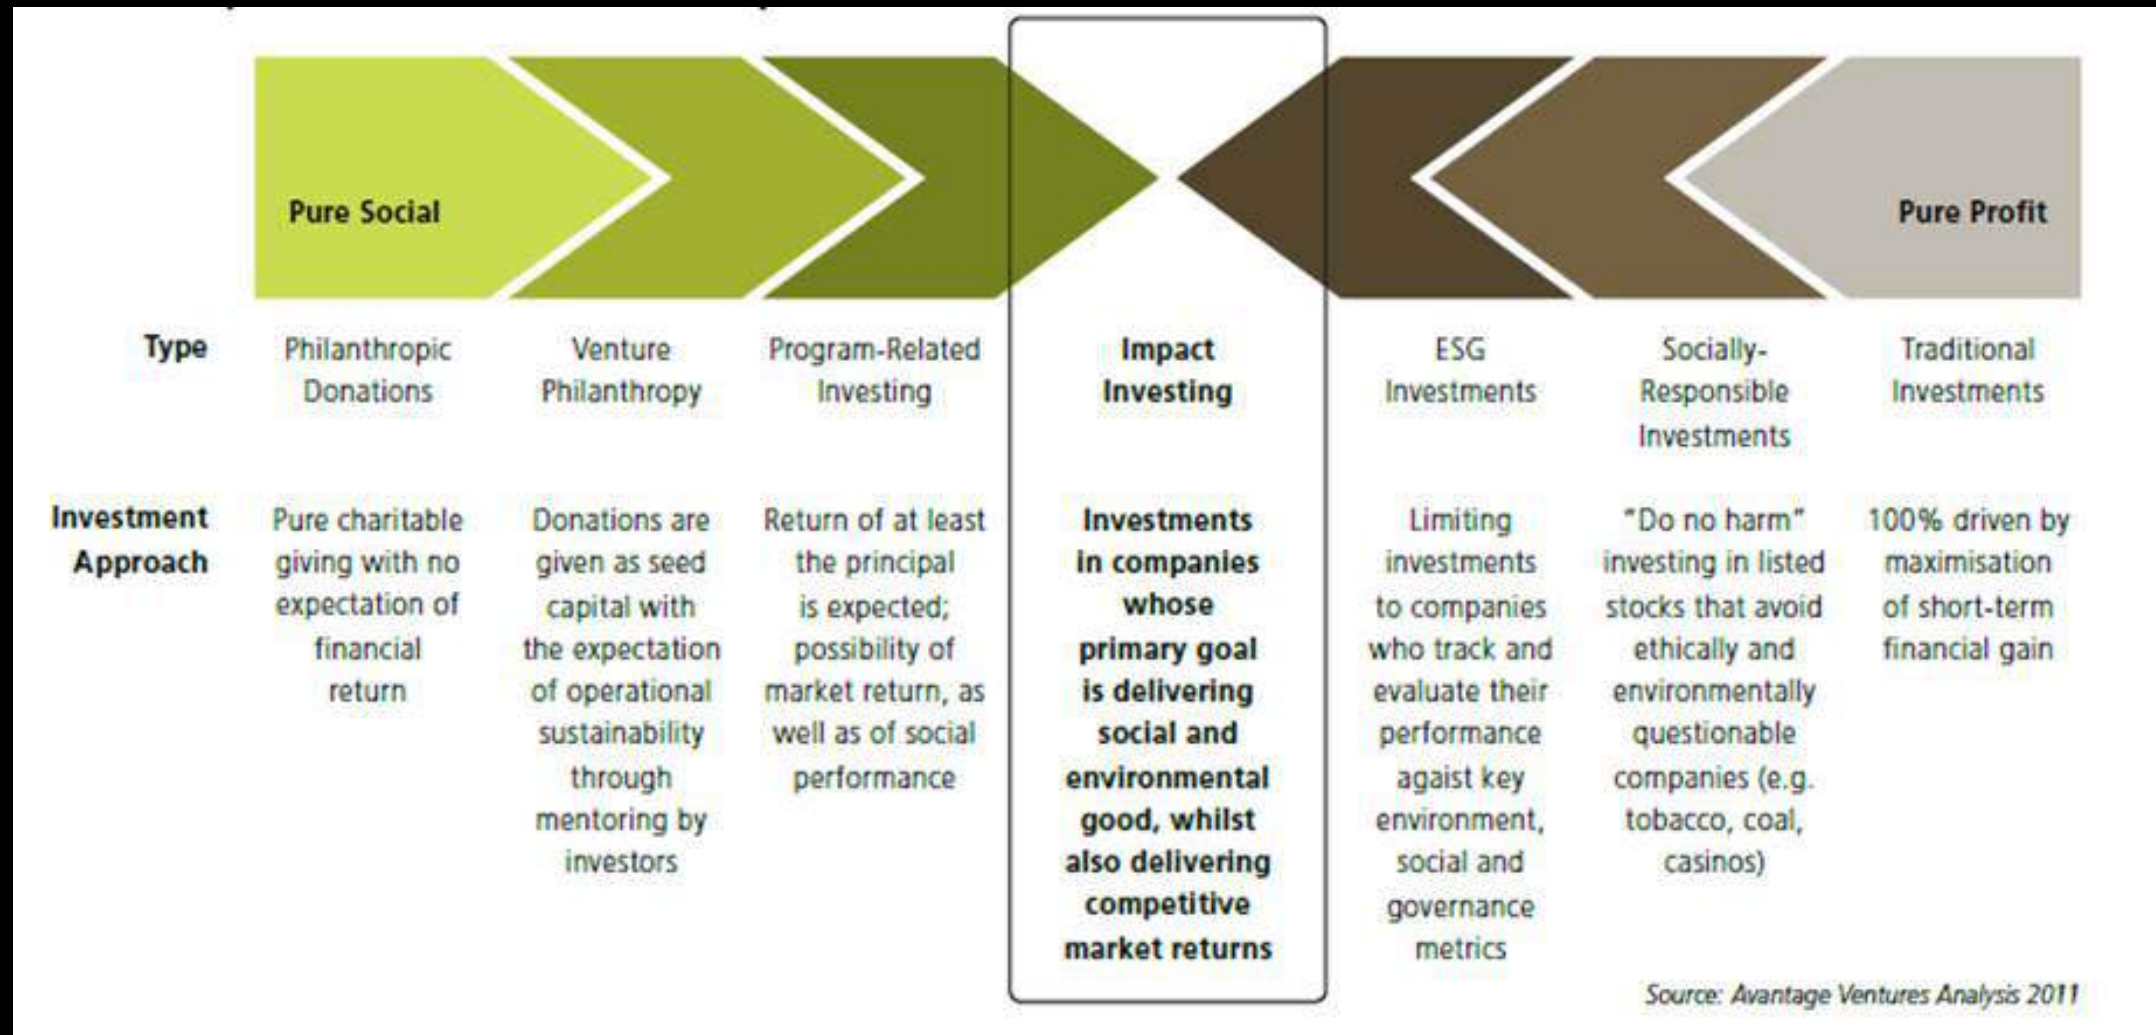 Pure Social
Pure Profit
Type
Philanthropic
Donations
Venture
Philanthropy
Program-Related
Investing
Impact
Investing
ESG
Investments
Socially-
Responsible
Investments
Traditional
Investments
Investment
Approach
Pure charitable
giving with no
expectation of
financial
return
Donations are
given as seed
capital with
the expectation
of operational
sustainability
through
mentoring by
investors
Return of at least
the principal
is expected;
possibility of
market return, as
well as of social
performance
Investments
in companies
whose
primary goal
is delivering
social and
environmental
good, whilst
also delivering
competitive
market returns
Limiting
investments
to companies
who track and
evaluate their
performance
agaist key
environment,
social and
governance
metrics
"Do no harm"
investing in listed
stocks that avoid
ethically and
environmentally
questionable
companies (e.g.
tobacco, coal,
casinos)
100% driven by
maximisation
of short-term
financial gain
Source: Avantage Ventures Analysis 2011